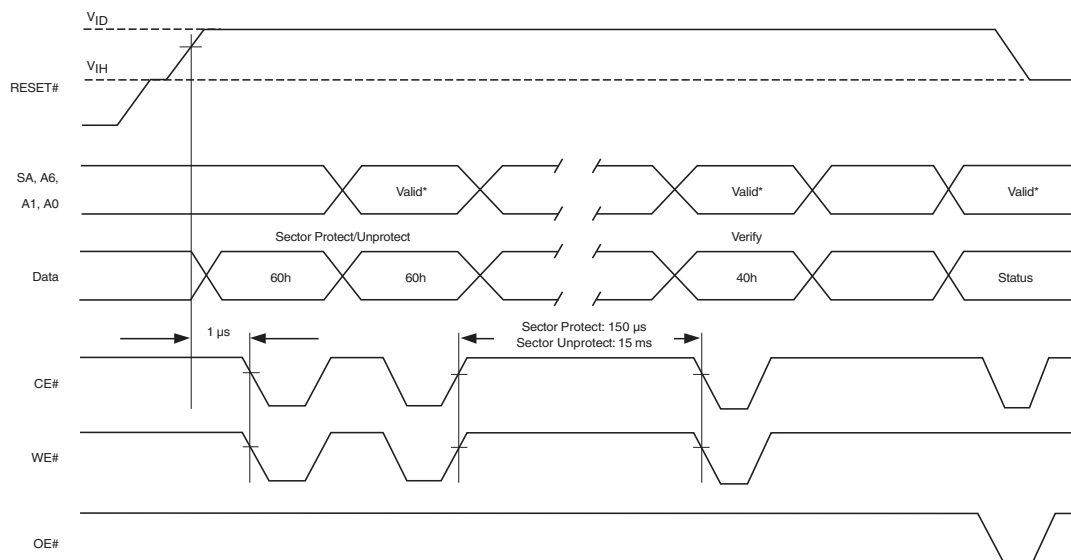 VID
VIH
RESET#
SA, A6,
A1, A0
Valid*
Valid*
Valid*
Sector Protect/Unprotect
Verify
Data
60h
60h
40h
Status
1 µs
Sector Protect: 150 µs
Sector Unprotect: 15 ms
CE#
WE#
OE#